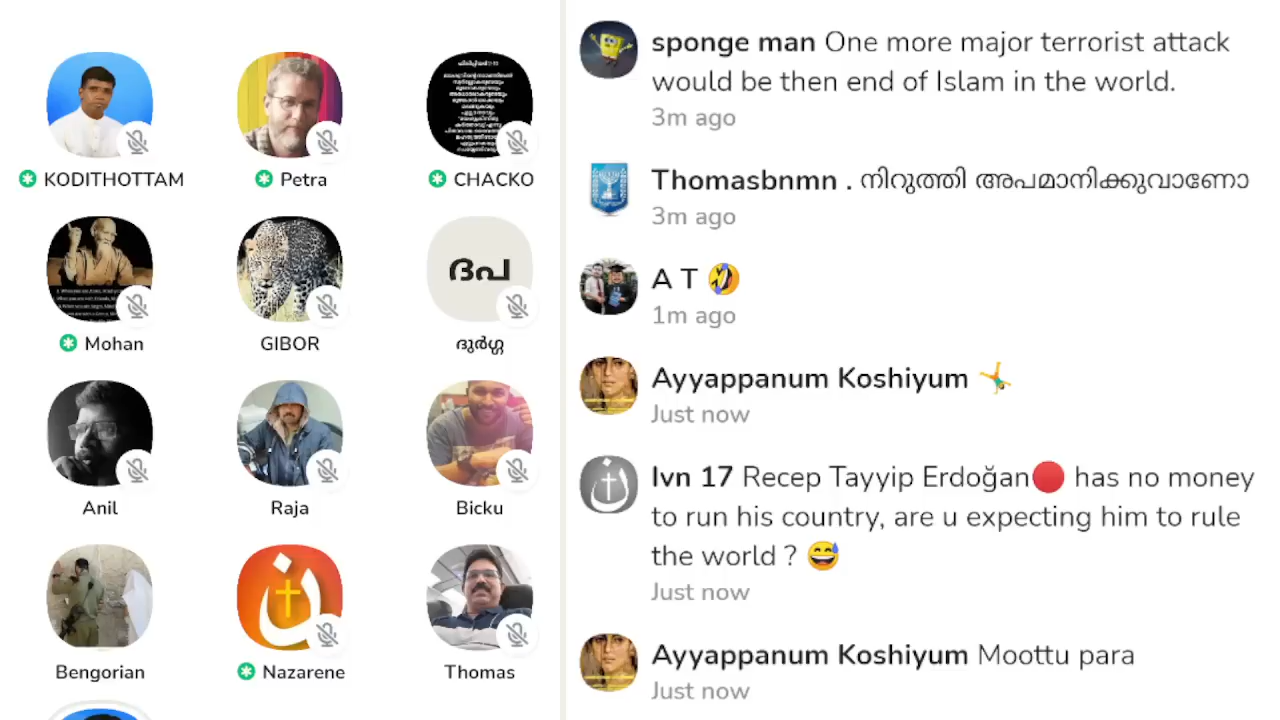 KODITHOTTAM
Petra
CHACKO
Mohan
GIBOR
ദപ
ദുർഗ്ഗ
Anil
Raja
Bicku
Bengorian
Nazarene
Thomas
sponge man One more major terrorist attack
would be then end of Islam in the world.
3m ago
Thomasbnmn . നിറുത്തി അപമാനിക്കുവാണോ
3m ago
A T 🤣
1m ago
Ayyappanum Koshiyum 🤸
Just now
Ivn 17 Recep Tayyip Erdoğan🔴 has no money
to run his country, are u expecting him to rule
the world ? 😅
Just now
Ayyappanum Koshiyum Moottu para
Just now